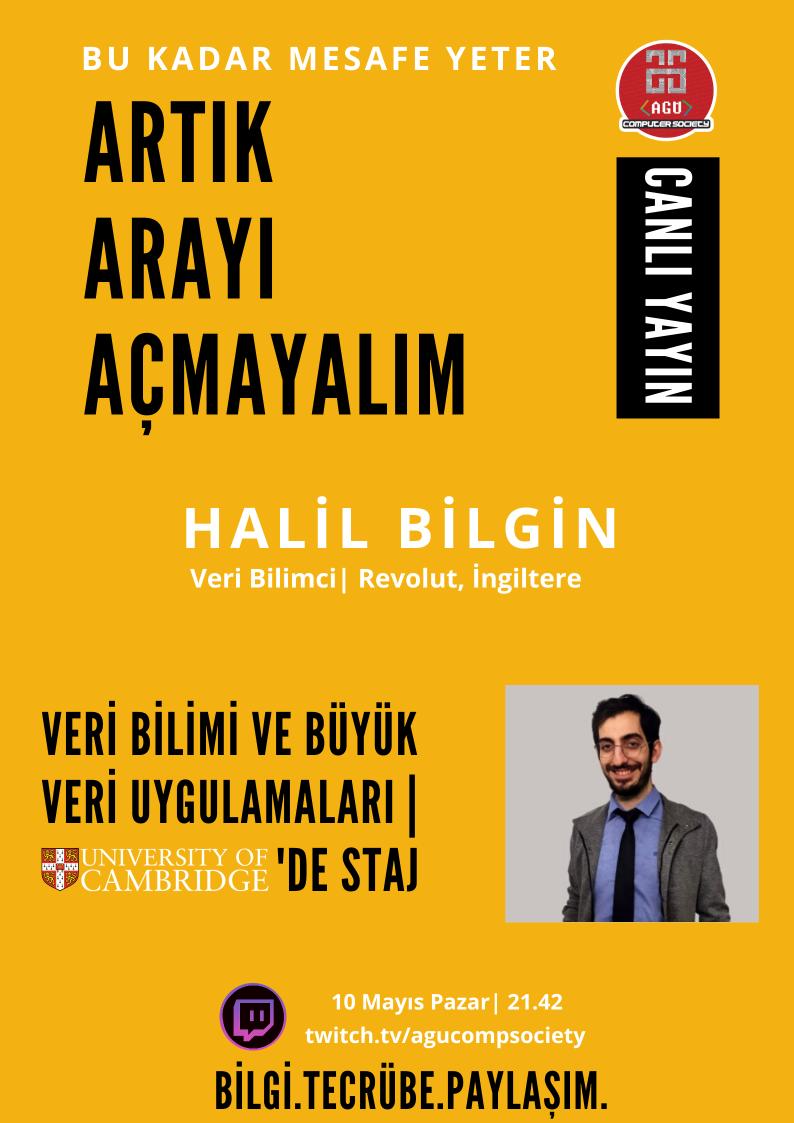 BU KADAR MESAFE YETER
ARTIK
ARAYI
AÇMAYALIM
<AGÜ>
COMPUTER SOCIETY
CANLI YAYIN
HALİL BİLGİN
Veri Bilimci| Revolut, İngiltere
VERİ BİLİMİ VE BÜYÜK
VERİ UYGULAMALARI |
UNIVERSITY OF
CAMBRIDGE 'DE STAJ
10 Mayıs Pazar| 21.42
twitch.tv/agucompsociety
BİLGİ.TECRÜBE.PAYLAŞIM.